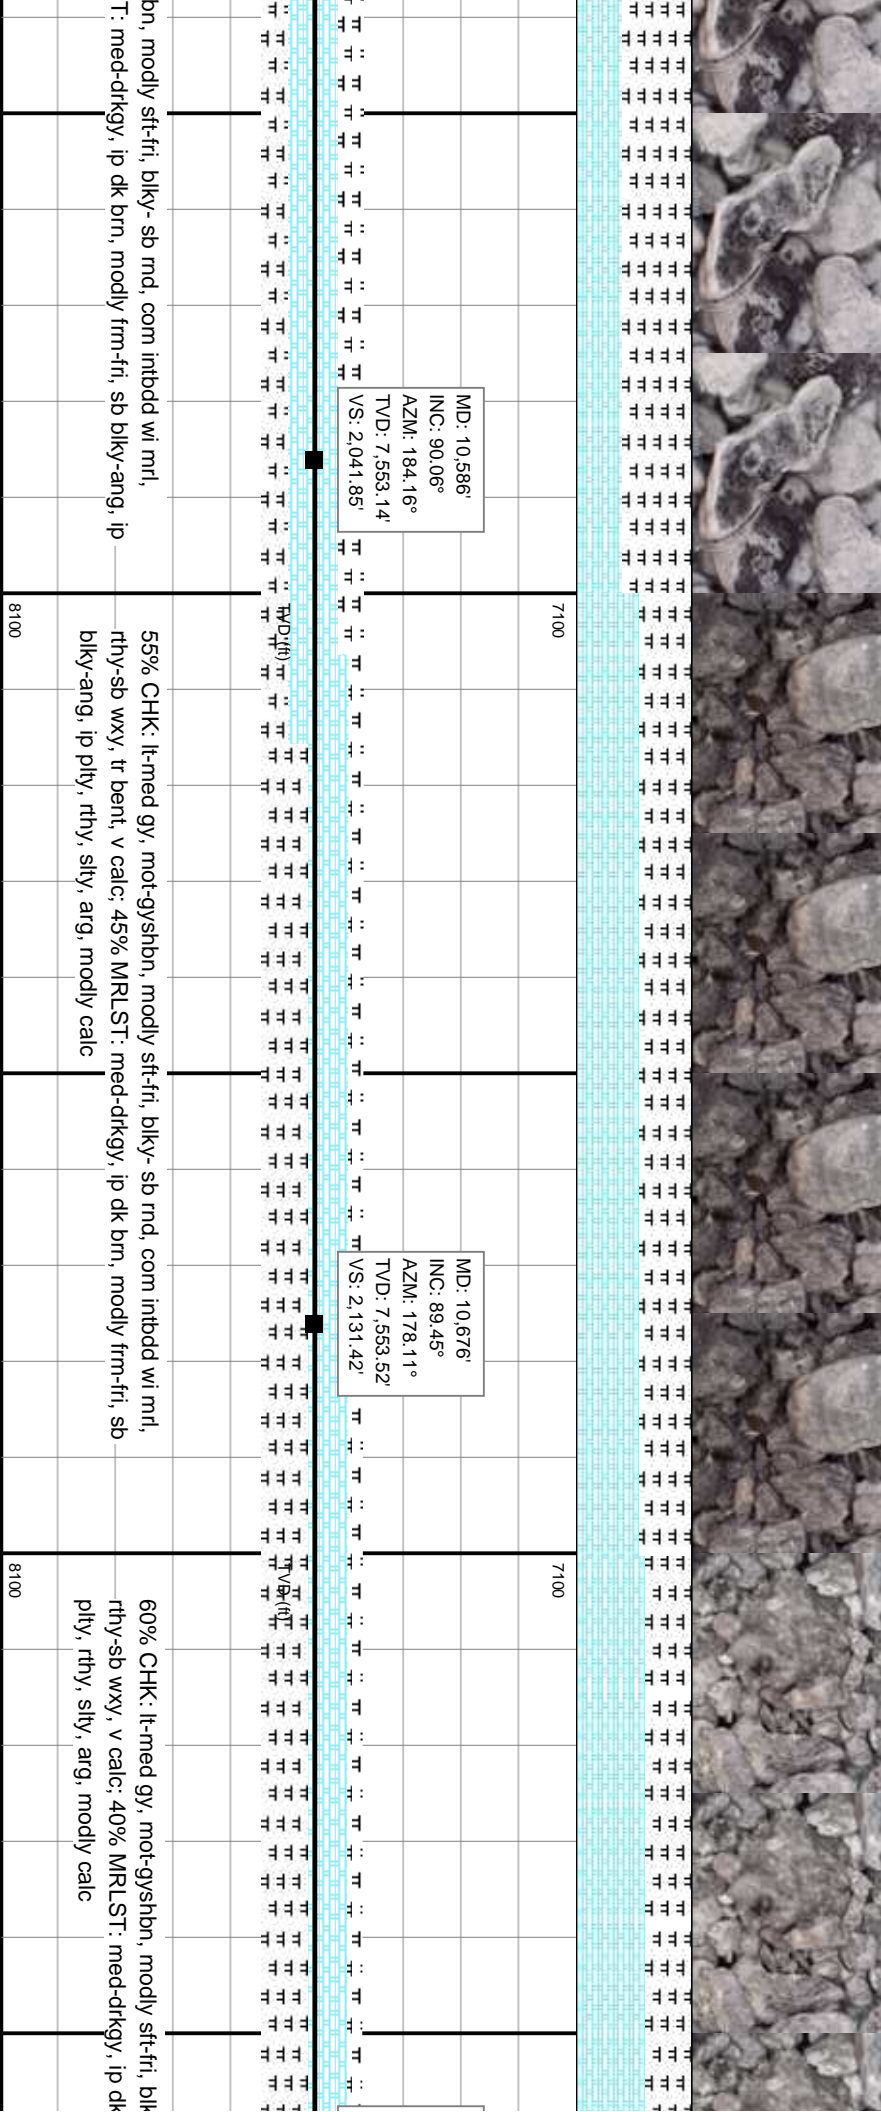 bn, modly sft-fri, blky- sb rnd, com intbdd wi mrl,
T: med-drkgy, ip dk brn, modly frm-fri, sb blky-ang, ip
MD: 10,586'
INC: 90.06°
AZM: 184.16°
TVD: 7,553.14'
VS: 2,041.85'
7100
TVD (ft)
8100
55% CHK: lt-med gy, mot-gyshbn, modly sft-fri, blky- sb rnd, com intbdd wi mrl,
rthy-sb wxy, tr bent, v calc; 45% MRLST: med-drkgy, ip dk brn, modly frm-fri, sb
blky-ang, ip plty, rthy, slty, arg, modly calc
MD: 10,676'
INC: 89.45°
AZM: 178.11°
TVD: 7,553.52'
VS: 2,131.42'
7100
TVD (ft)
8100
60% CHK: lt-med gy, mot-gyshbn, modly sft-fri, blk
rthy-sb wxy, v calc; 40% MRLST: med-drkgy, ip dk
plty, rthy, slty, arg, modly calc